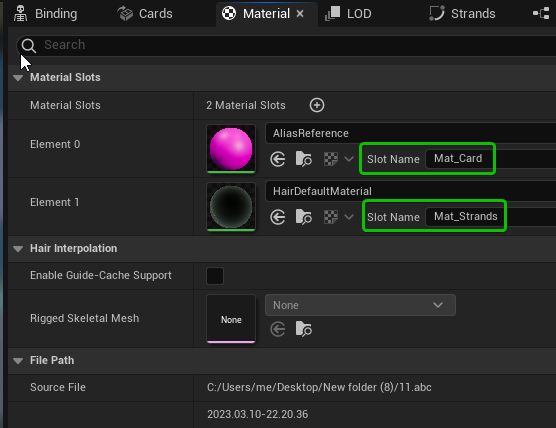 Binding Cards Material × LOD Strands
Search
Material Slots
Material Slots 2 Material Slots
Element 0 AliasReference
Slot Name Mat_Card
Element 1 HairDefaultMaterial
Slot Name Mat_Strands
Hair Interpolation
Enable Guide-Cache Support
Rigged Skeletal Mesh None None
File Path
Source File C:/Users/me/Desktop/New folder (8)/11.abc
2023.03.10-22.20.36